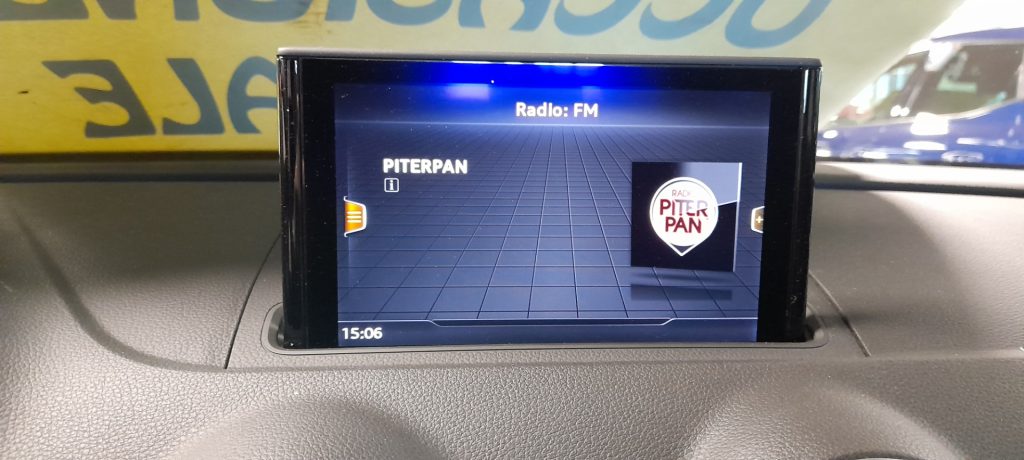 Radio: FM
PITERPAN
i
RADIO
PITER
PAN
15:06